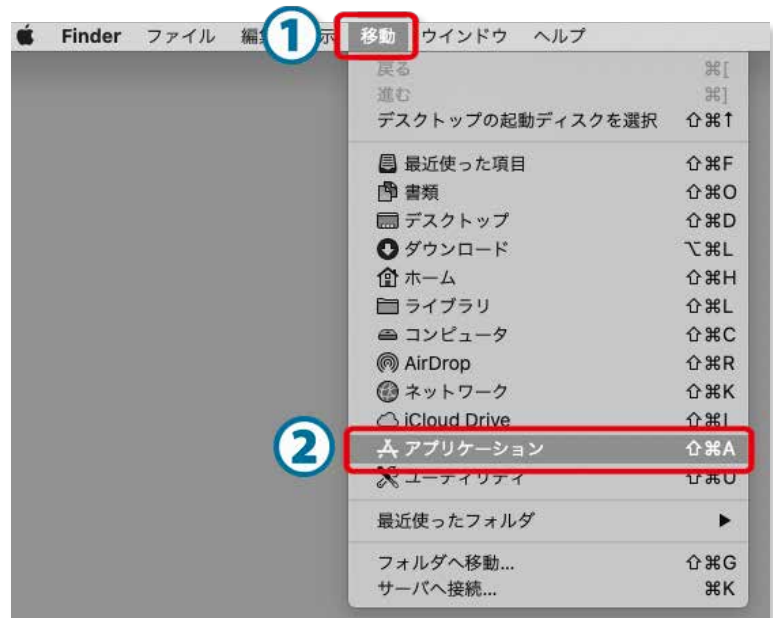 Finder ファイル 編 示 移動 ウインドウ ヘルプ
1
戻る ⌘[
進む ⌘]
デスクトップの起動ディスクを選択 ⇧⌘↑
最近使った項目 ⇧⌘F
書類 ⇧⌘O
デスクトップ ⇧⌘D
ダウンロード ⌥⌘L
ホーム ⇧⌘H
ライブラリ ⇧⌘L
コンピュータ ⇧⌘C
AirDrop ⇧⌘R
ネットワーク ⇧⌘K
iCloud Drive ⇧⌘I
2
アプリケーション ⇧⌘A
ユーティリティ ⇧⌘U
最近使ったフォルダ ▶
フォルダへ移動... ⇧⌘G
サーバへ接続... ⌘K